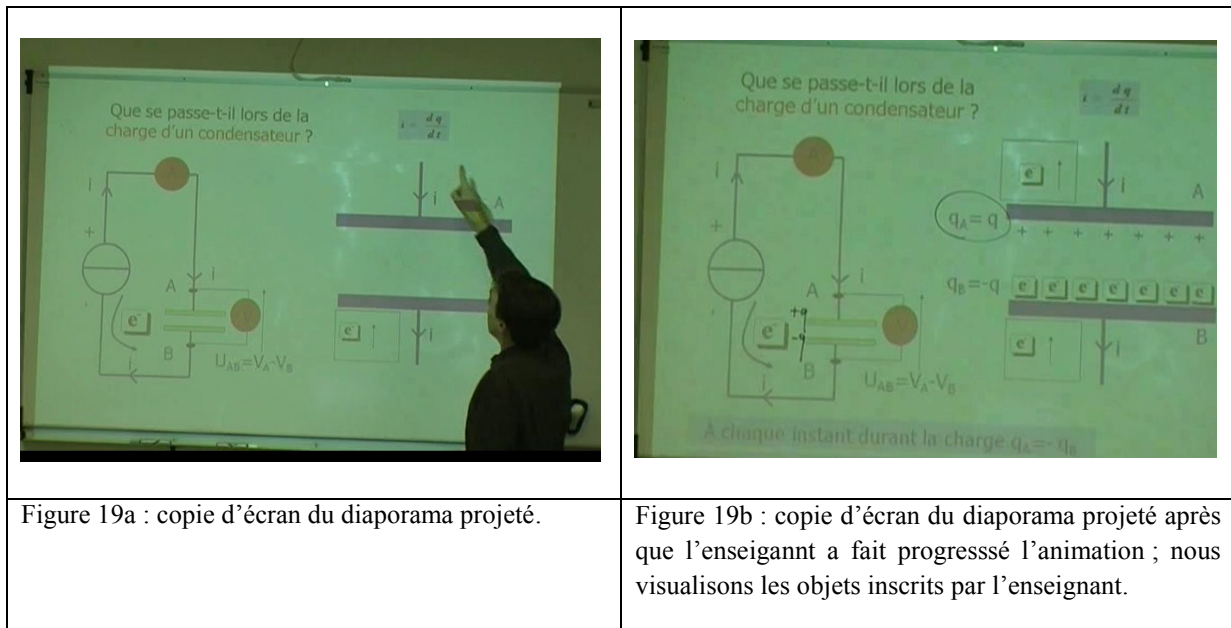 Que se passe-t-il lors de la
charge d'un condensateur ?
i = dq
dt
A
i
i
A
+
i
-
A
e-
V
e-
i
B
i
U_AB=V_A-V_B
Que se passe-t-il lors de la
charge d'un condensateur ?
i = dq
dt
A
e-
i
i
A
q_A= q
+ + + + + + +
+
i
A
q_B=-q
e- e- e- e- e- e- e-
+q
e-
-q
V
B
e-
i
B
i
U_AB=V_A-V_B
À chaque instant durant la charge q_A=- q_B
Figure 19a : copie d'écran du diaporama projeté.
Figure 19b : copie d'écran du diaporama projeté après
que l'enseigannt a fait progresssé l'animation ; nous
visualisons les objets inscrits par l'enseignant.